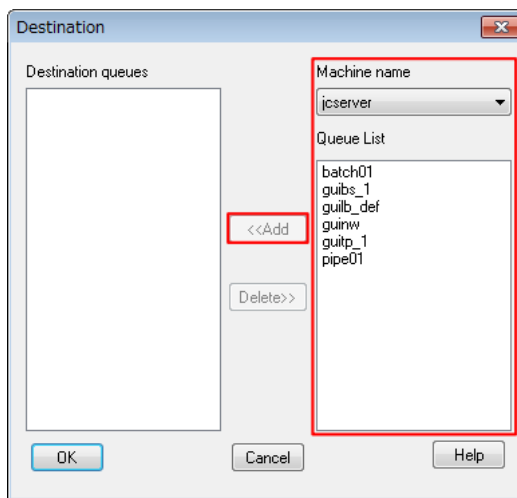 Destination
Destination queues
Machine name
jcserver
Queue List
batch01
guibs_1
guilb_def
guinw
guitp_1
pipe01
<<Add
Delete>>
OK
Cancel
Help